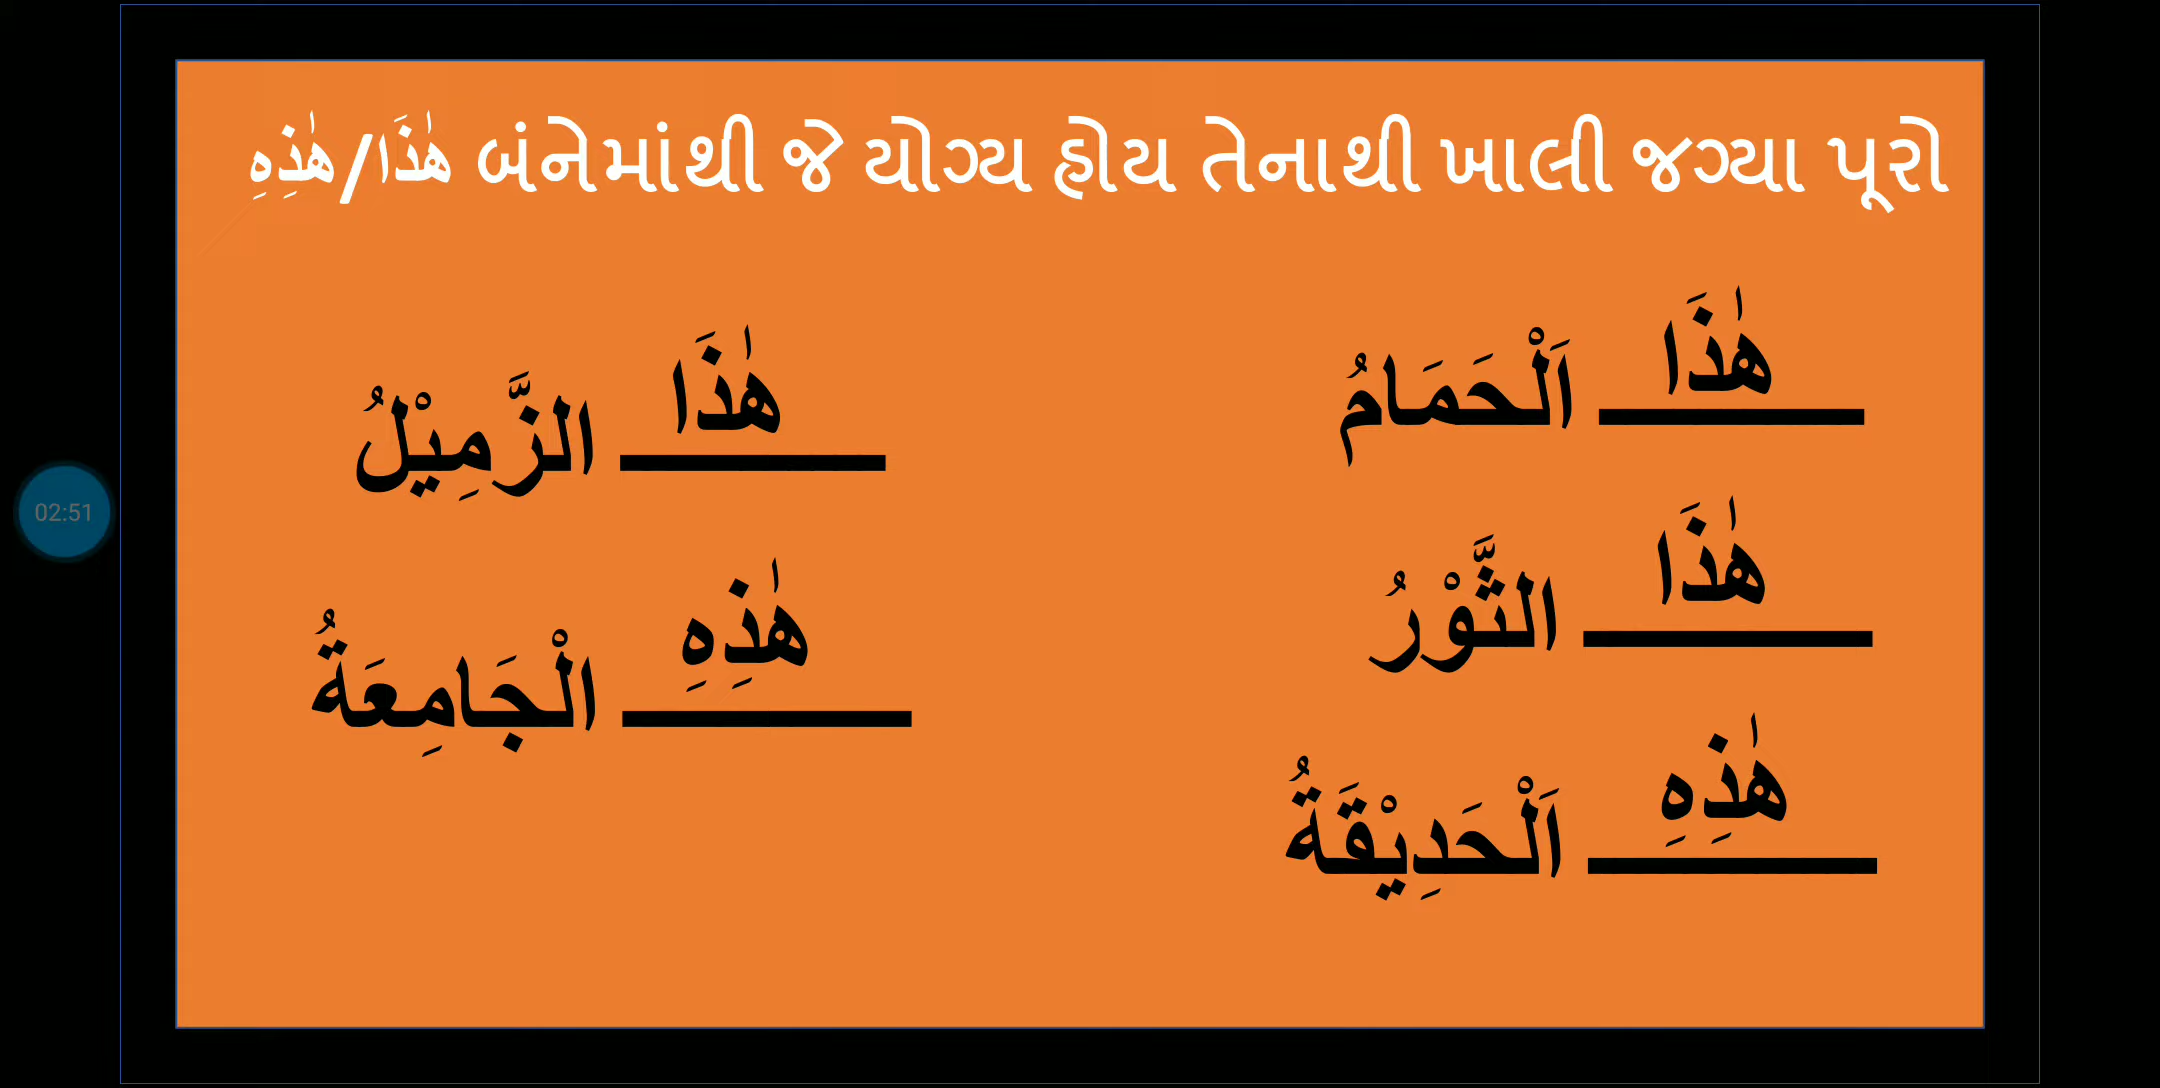 هٰذَا/هٰذِهِ બંનેમાંથી જે યોગ્ય હોય તેનાથી ખાલી જગ્યા પૂરો
هٰذَا اَلْحَمَامُ
هٰذَا الثَّوْرُ
هٰذِهِ اَلْحَدِيْقَةُ
هٰذَا الزَّمِيْلُ
هٰذِهِ الْجَامِعَةُ
02:51